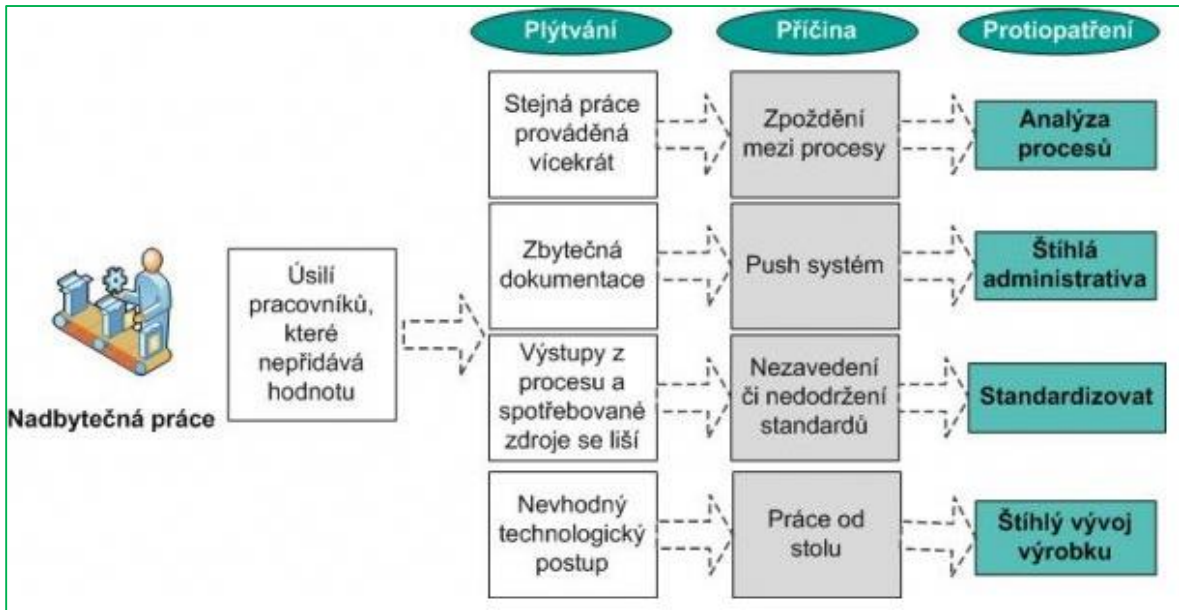 Plýtvání
Příčina
Protiopatření
Stejná práce
prováděná
vícekrát
Zpoždění
mezi procesy
Analýza
procesů
Zbytečná
dokumentace
Push systém
Štíhlá
administrativa
Úsilí
pracovníků,
které
nepřidává
hodnotu
Nadbytečná práce
Výstupy z
procesu a
spotřebované
zdroje se liší
Nezavedení
či nedodržení
standardů
Standardizovat
Nevhodný
technologický
postup
Práce od
stolu
Štíhlý vývoj
výrobku